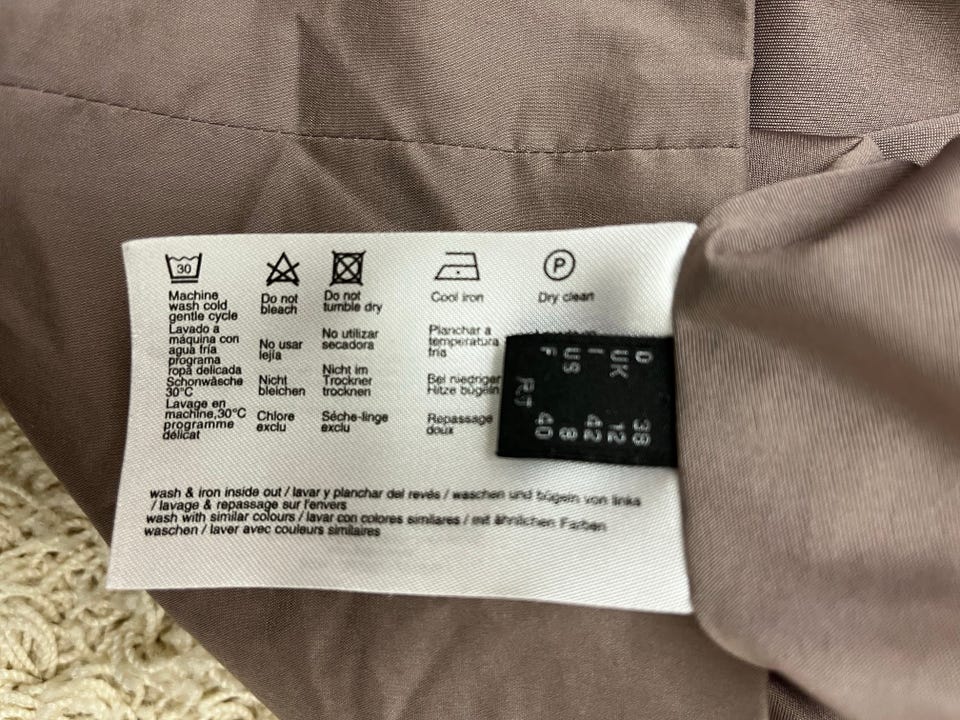 30
Machine
wash cold
gentle cycle
Lavado a
máquina con
agua fría
programa
ropa delicada
Schonwäsche
30°C
Lavage en
machine,30°C
programme
délicat
Do not
bleach
No usar
lejía
Nicht
bleichen
Chlore
exclu
Do not
tumble dry
No utilizar
secadora
Nicht im
Trockner
trocknen
Séche-linge
exclu
Cool iron
Planchar a
temperatura
fría
Bei niedriger
Hitze bügeln
Repassage
doux
P
Dry clean
D 38
UK 12
I 42
US 8
F 40
RT
wash & iron inside out / lavar y planchar del revés / waschen und bügeln von links
/ lavage & repassage sur l'envers
wash with similar colours / lavar con colores similares / mit ähnlichen Farben
waschen / laver avec couleurs similaires